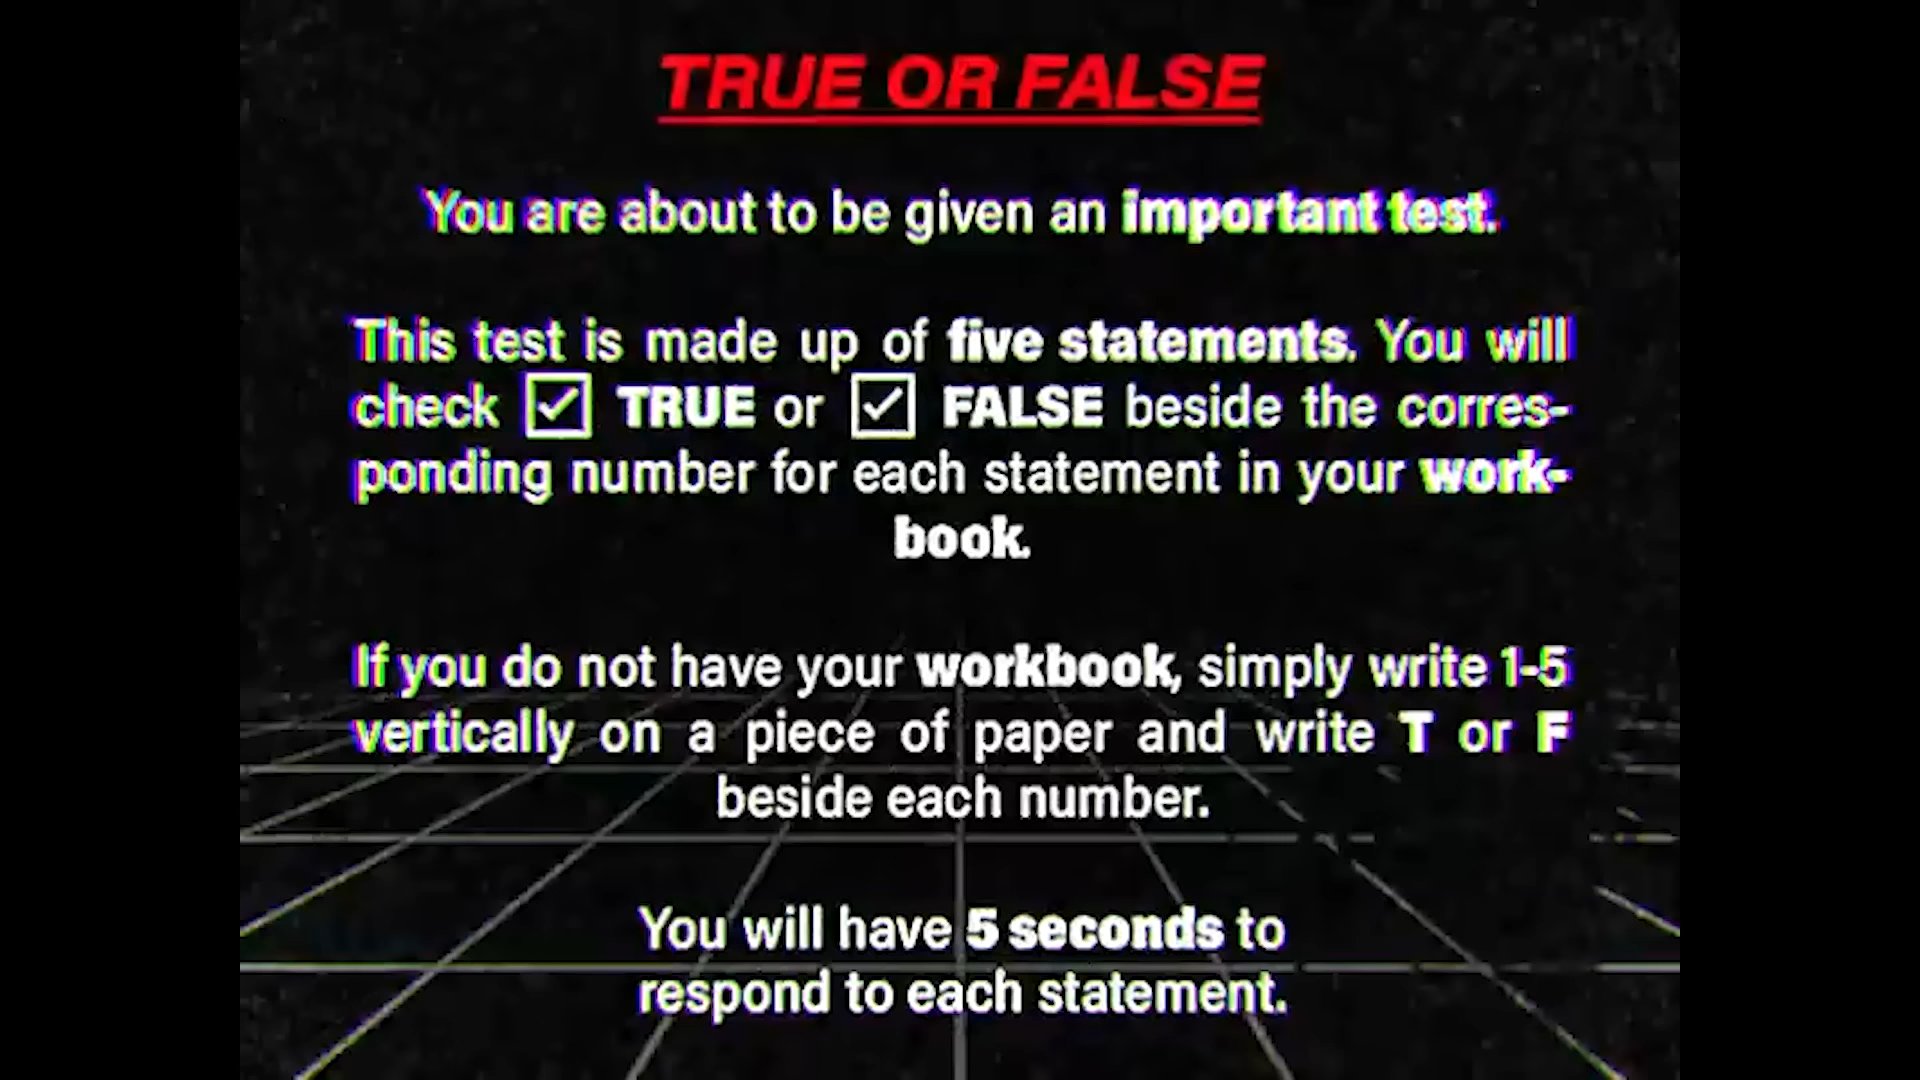 TRUE OR FALSE
You are about to be given an important test.
This test is made up of five statements. You will
check ☑ TRUE or ☑ FALSE beside the corres-
ponding number for each statement in your work-
book.
If you do not have your workbook, simply write 1-5
vertically on a piece of paper and write T or F
beside each number.
You will have 5 seconds to
respond to each statement.